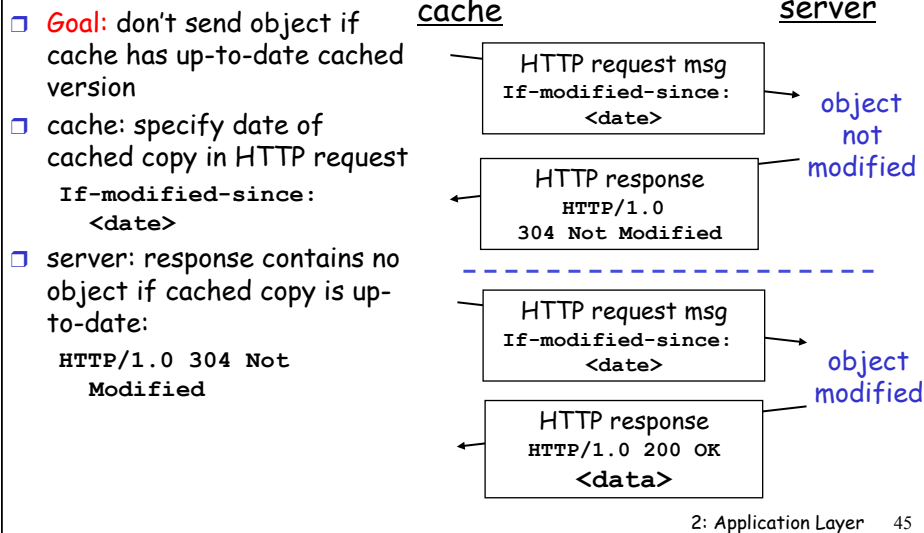 Goal: don't send object if
cache has up-to-date cached
version
cache: specify date of
cached copy in HTTP request
If-modified-since:
<date>
server: response contains no
object if cached copy is up-
to-date:
HTTP/1.0 304 Not
Modified
cache
server
HTTP request msg
If-modified-since:
<date>
object
not
modified
HTTP response
HTTP/1.0
304 Not Modified
HTTP request msg
If-modified-since:
<date>
object
modified
HTTP response
HTTP/1.0 200 OK
<data>
2: Application Layer 45